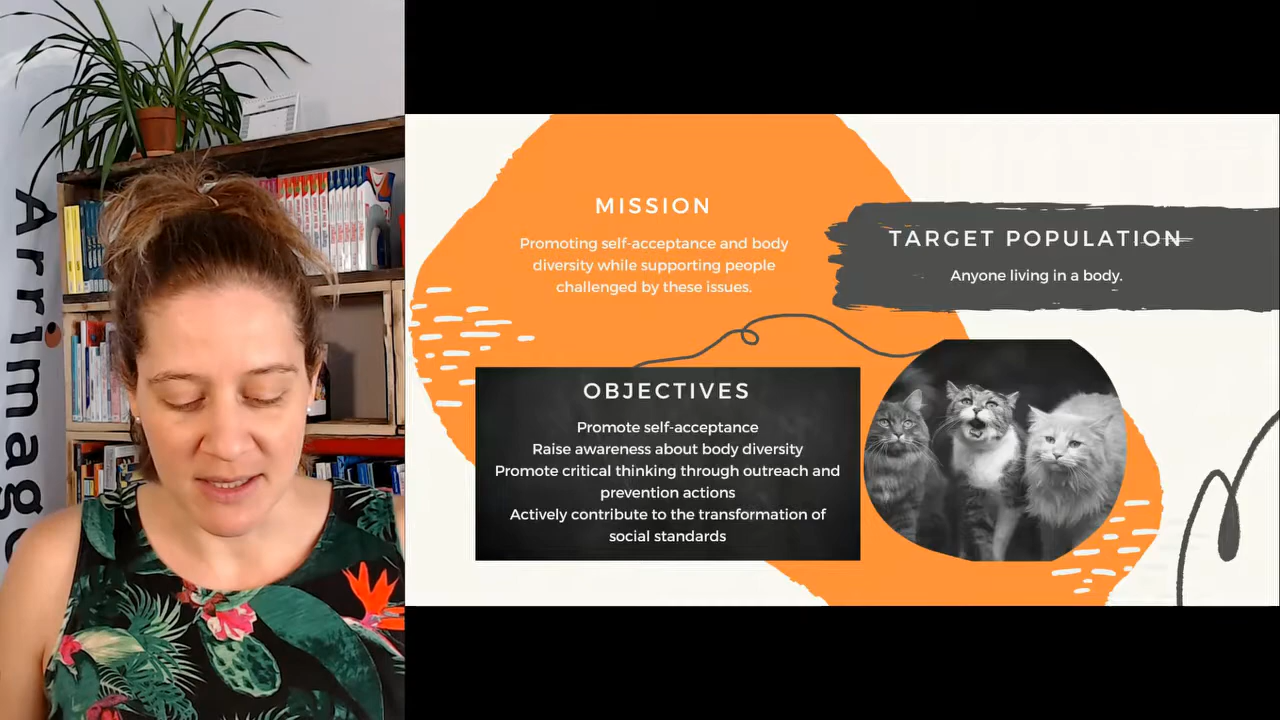 Arrimage
MISSION
Promoting self-acceptance and body
diversity while supporting people
challenged by these issues.
TARGET POPULATION
Anyone living in a body.
OBJECTIVES
Promote self-acceptance
Raise awareness about body diversity
Promote critical thinking through outreach and
prevention actions
Actively contribute to the transformation of
social standards